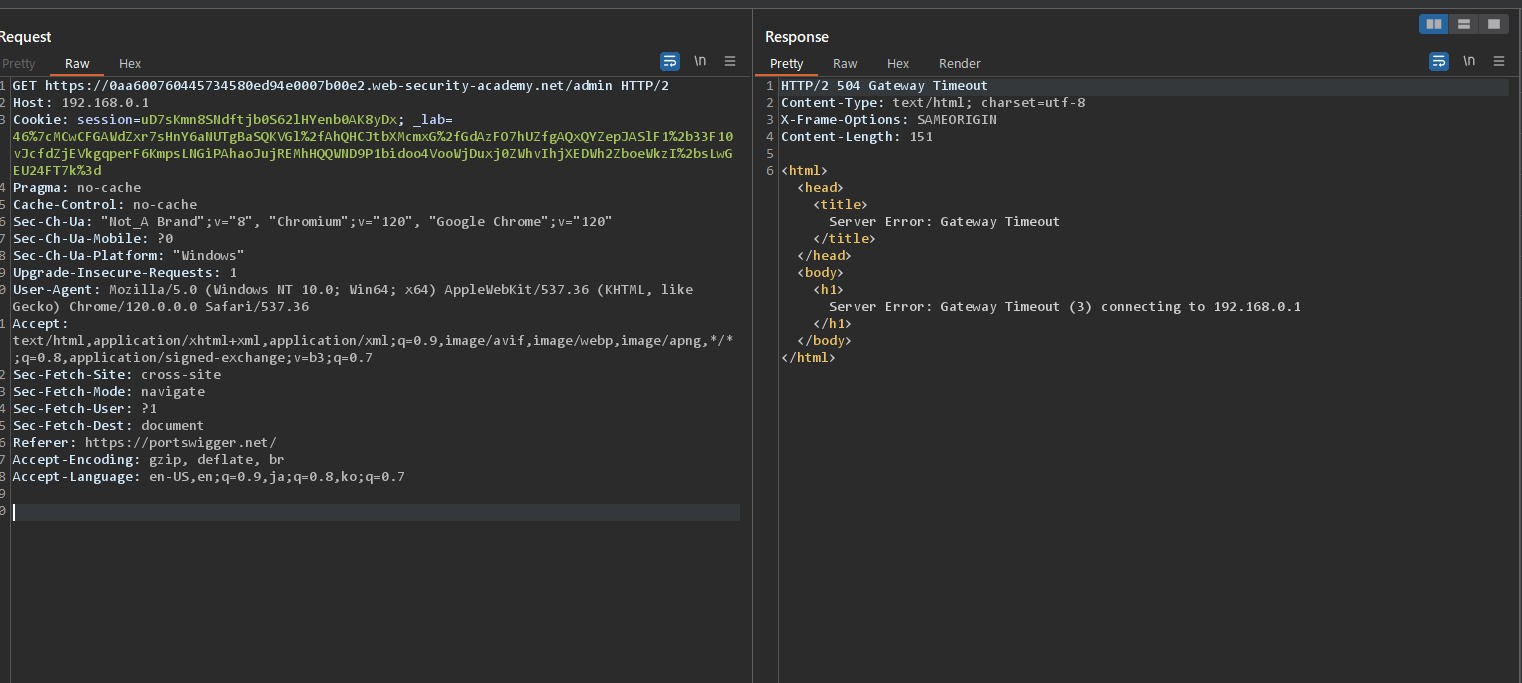 Request
Response
Pretty Raw Hex
\n
Pretty Raw Hex Render
\n
1 GET https://0aa600760445734580ed94e0007b00e2.web-security-academy.net/admin HTTP/2
2 Host: 192.168.0.1
3 Cookie: session=uD7sKmn8SNdftjb0S62lHYenb0AK8yDx; _lab=
46%7cMCwCFGAWdZxr7sHnY6aNUTgBaSQKVGl%2fAhQHCJtbXMcmxG%2fGdAzFO7hUZfgAQxQYZepJASlF1%2b33F10
vJcfdZjEVkgqperF6KmpsLNGiPAhaoJujREMhHQQWND9P1bidoo4VooWjDuxj0ZWhvIhjXEDWh2ZboeWkzI%2bsLwG
EU24FT7k%3d
4 Pragma: no-cache
5 Cache-Control: no-cache
6 Sec-Ch-Ua: "Not_A Brand";v="8", "Chromium";v="120", "Google Chrome";v="120"
7 Sec-Ch-Ua-Mobile: ?0
8 Sec-Ch-Ua-Platform: "Windows"
9 Upgrade-Insecure-Requests: 1
0 User-Agent: Mozilla/5.0 (Windows NT 10.0; Win64; x64) AppleWebKit/537.36 (KHTML, like
Gecko) Chrome/120.0.0.0 Safari/537.36
1 Accept:
text/html,application/xhtml+xml,application/xml;q=0.9,image/avif,image/webp,image/apng,*/*
;q=0.8,application/signed-exchange;v=b3;q=0.7
2 Sec-Fetch-Site: cross-site
3 Sec-Fetch-Mode: navigate
4 Sec-Fetch-User: ?1
5 Sec-Fetch-Dest: document
6 Referer: https://portswigger.net/
7 Accept-Encoding: gzip, deflate, br
8 Accept-Language: en-US,en;q=0.9,ja;q=0.8,ko;q=0.7
9
0
1 HTTP/2 504 Gateway Timeout
2 Content-Type: text/html; charset=utf-8
3 X-Frame-Options: SAMEORIGIN
4 Content-Length: 151
5
6 <html>
<head>
<title>
Server Error: Gateway Timeout
</title>
</head>
<body>
<h1>
Server Error: Gateway Timeout (3) connecting to 192.168.0.1
</h1>
</body>
</html>